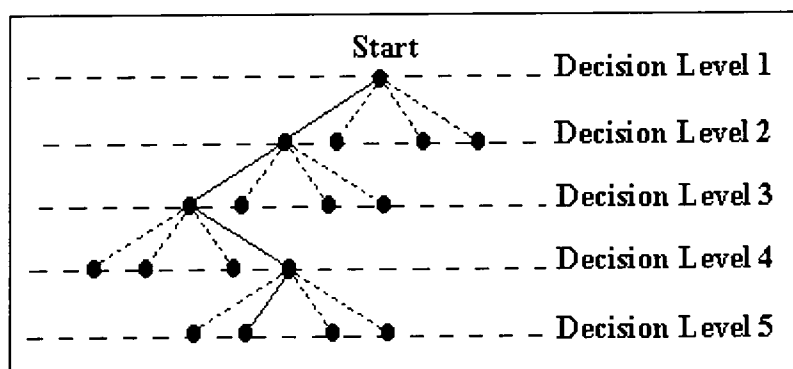 Start
Decision Level 1
Decision Level 2
Decision Level 3
Decision Level 4
Decision Level 5